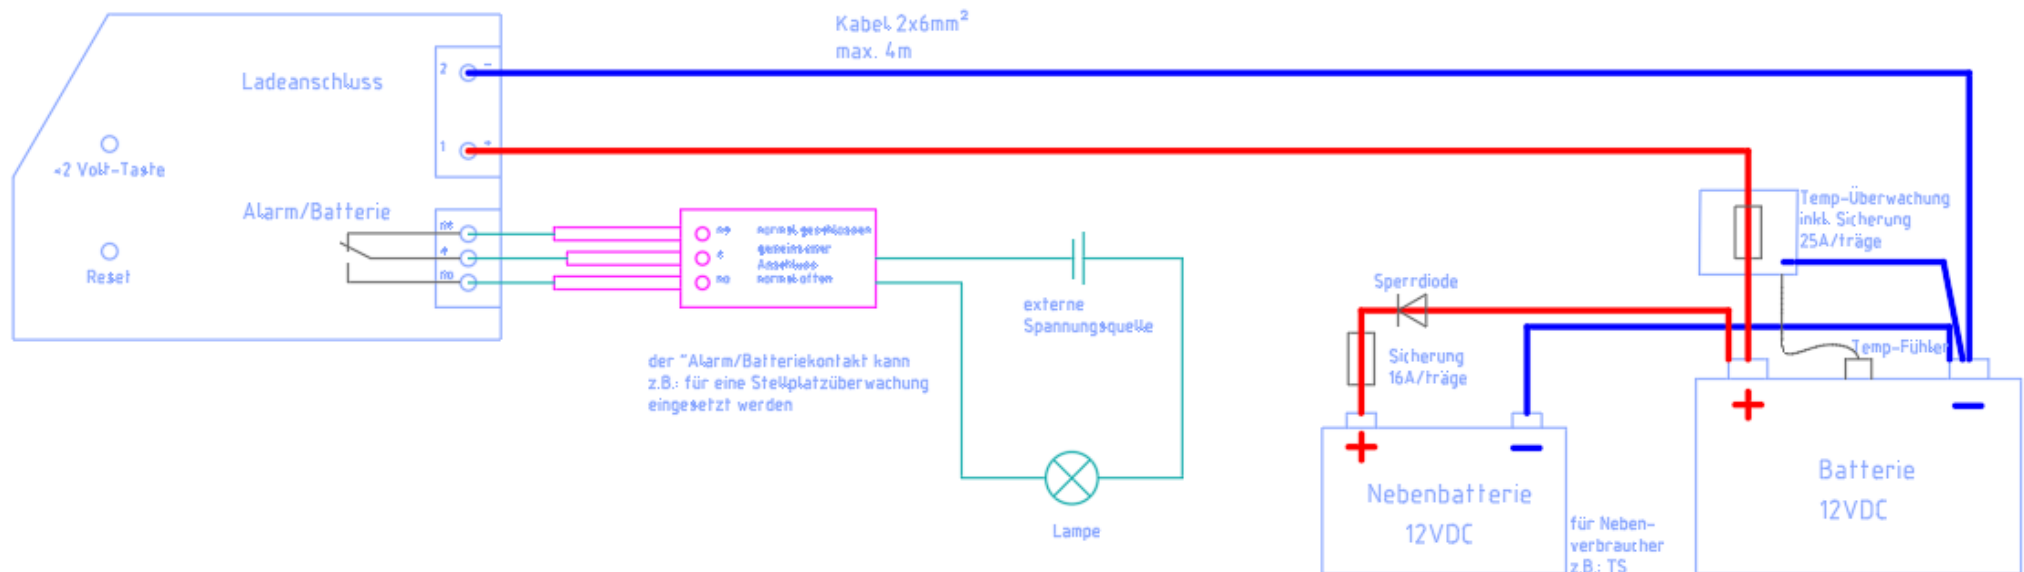 Kabel 2x6mm²
max. 4m
Ladeanschluss
2 -
1 +
<2 Volt-Taste
Alarm/Batterie
Reset
normal geschlossen
gemeinsamer
Anschluss
no normal offen
externe
Spannungsquelle
der "Alarm/Batteriekontakt kann
z.B.: für eine Stellplatzüberwachung
eingesetzt werden
Lampe
Temp-Überwachung
inkl. Sicherung
25A/träge
Sperrdiode
Sicherung
16A/träge
Temp-Fühler
+ -
+ -
Nebenbatterie
12VDC
Batterie
12VDC
für Neben-
verbraucher
z.B.: TS